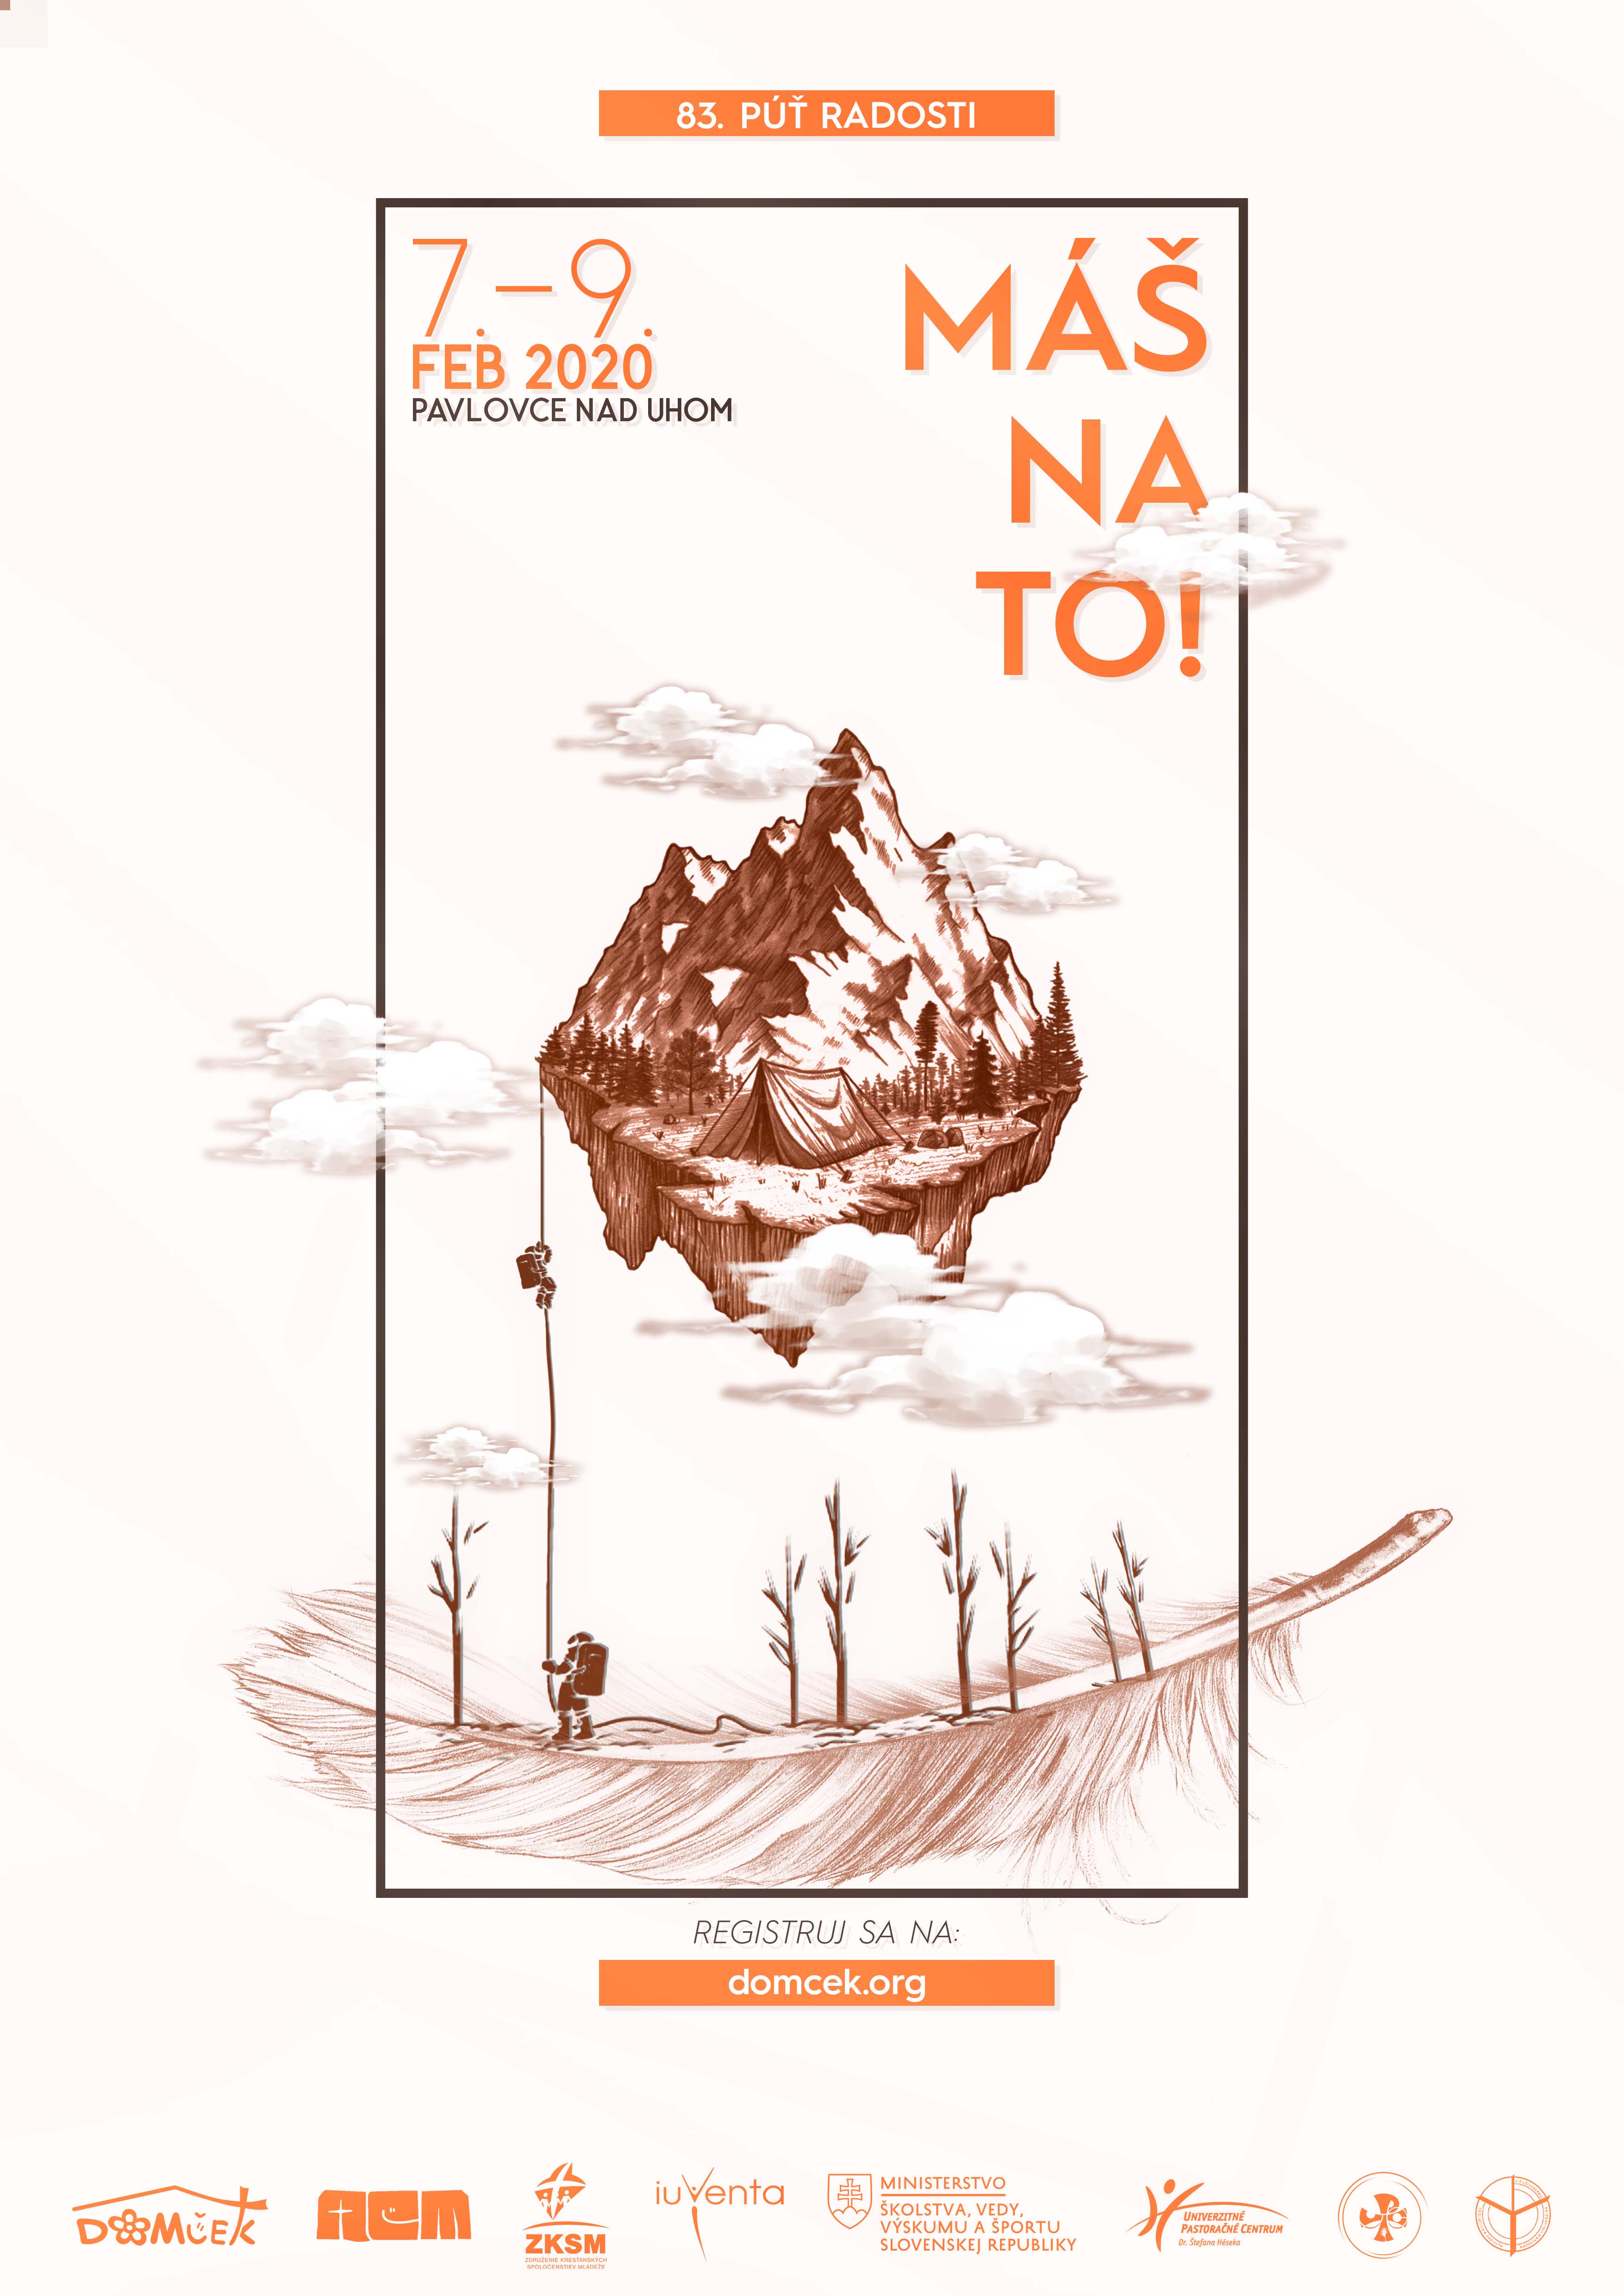 83. PÚŤ RADOSTI
7.–9.
FEB 2020
PAVLOVCE NAD UHOM
MÁŠ
NA
TO!
REGISTRUJ SA NA:
domcek.org
DOMČEK
ACM
ZKSM
ZDRUŽENIE KRESŤANSKÝCH
SPOLOČENSTIEV MLÁDEŽE
iuventa
MINISTERSTVO
ŠKOLSTVA, VEDY,
VÝSKUMU A ŠPORTU
SLOVENSKEJ REPUBLIKY
UNIVERZITNÉ
PASTORAČNÉ CENTRUM
Dr. Štefana Héseka